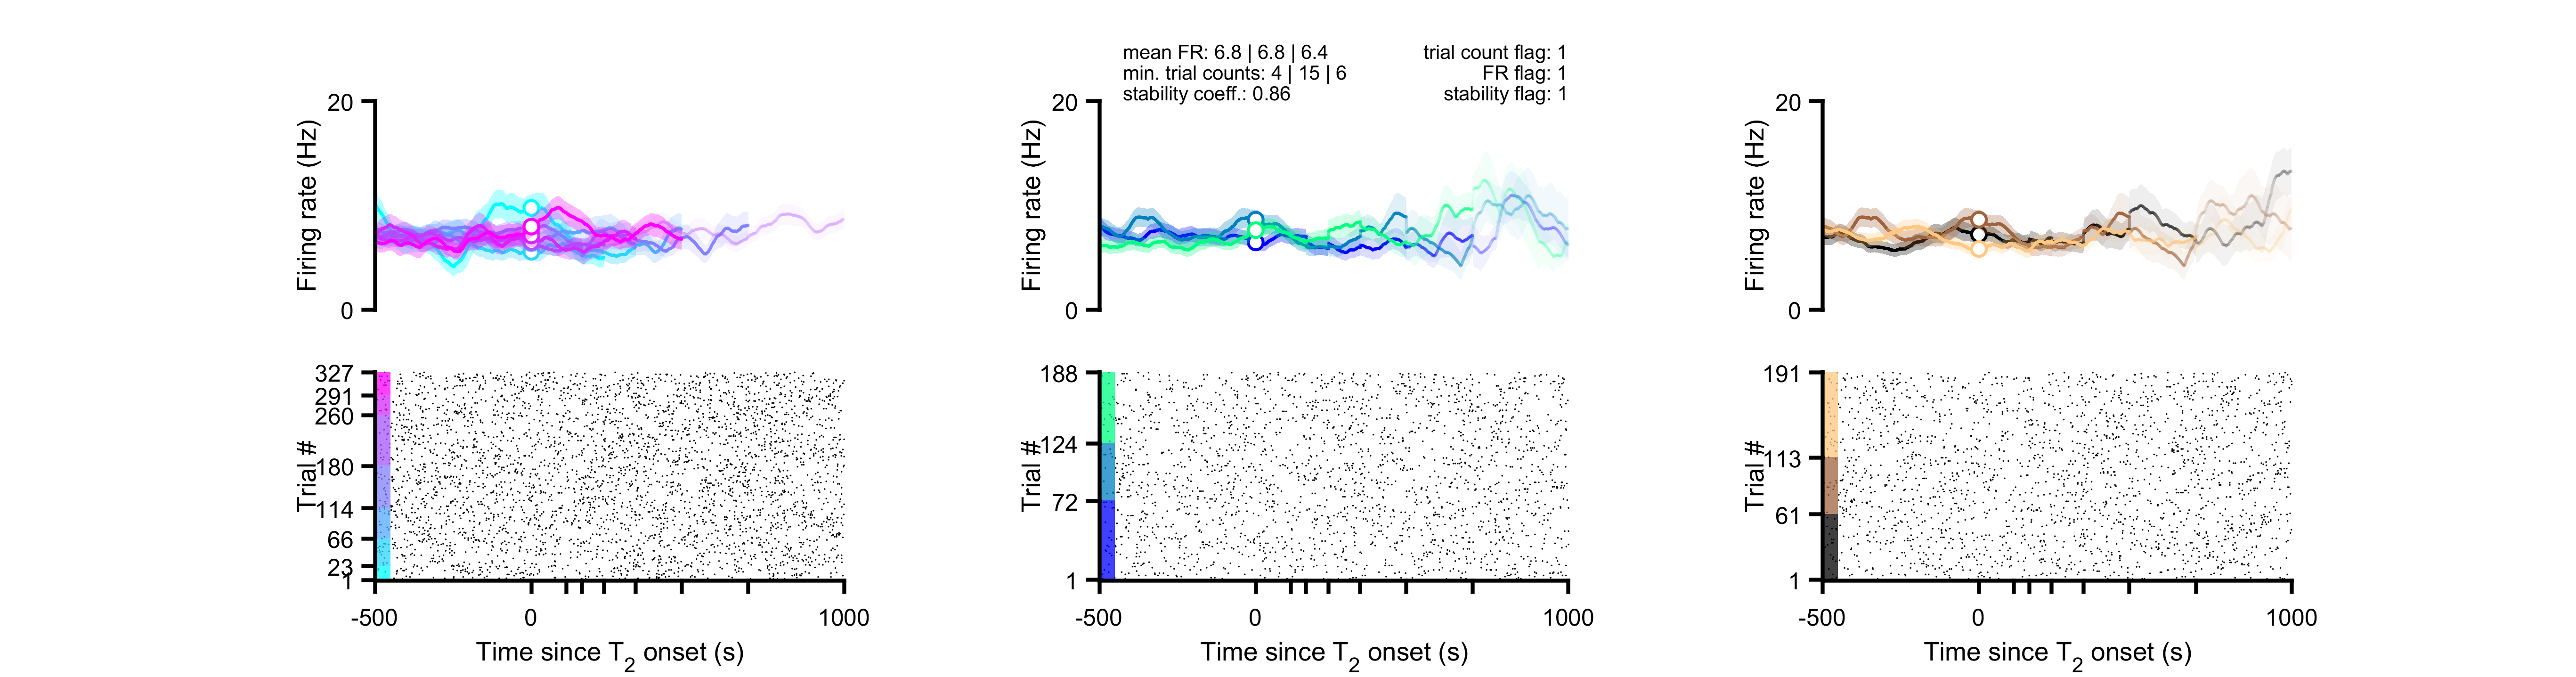 mean FR: 6.8 | 6.8 | 6.4
min. trial counts: 4 | 15 | 6
stability coeff.: 0.86
trial count flag: 1
FR flag: 1
stability flag: 1
20
Firing rate (Hz)
0
20
Firing rate (Hz)
0
20
Firing rate (Hz)
0
327
291
260
180
114
66
23
1
Trial #
-500
0
1000
Time since T2 onset (s)
188
124
72
1
Trial #
-500
0
1000
Time since T2 onset (s)
191
113
61
1
Trial #
-500
0
1000
Time since T2 onset (s)